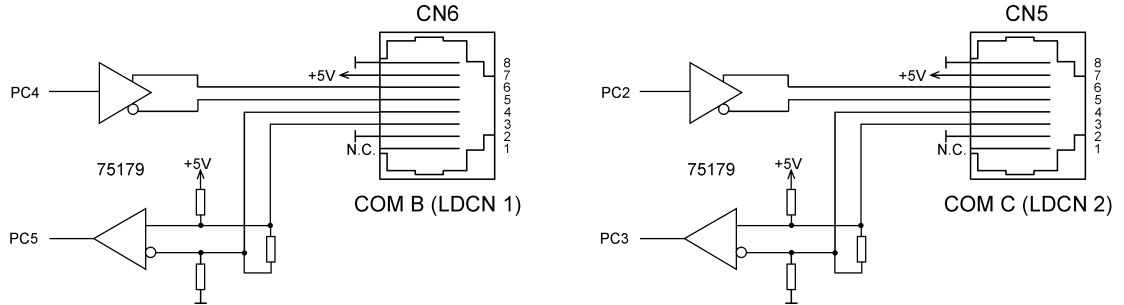 CN6
8
+5V
7
PC4
6
5
4
3
2
N.C.
1
75179
+5V
COM B (LDCN 1)
PC5
CN5
8
+5V
7
PC2
6
5
4
3
2
N.C.
1
75179
+5V
COM C (LDCN 2)
PC3